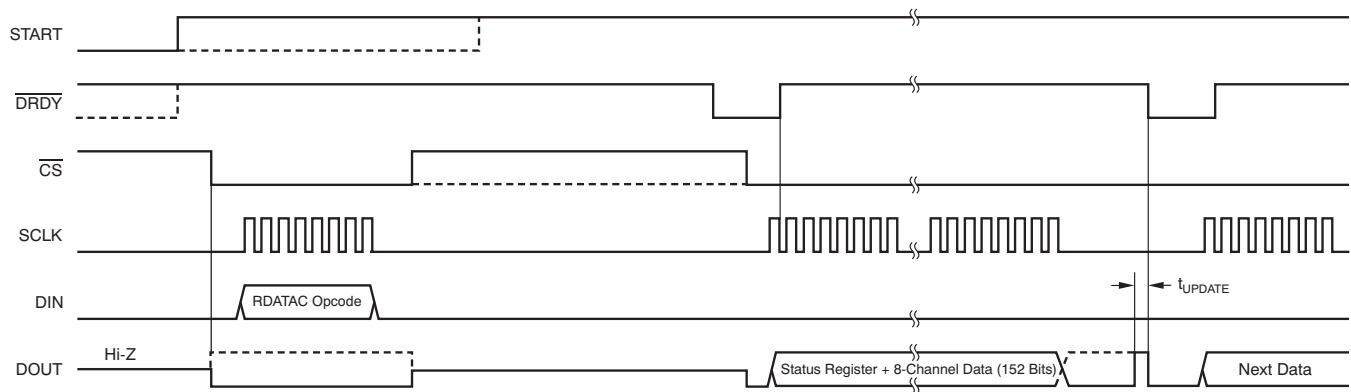 START
DRDY
CS
SCLK
DIN
RDATAC Opcode
tUPDATE
Hi-Z
DOUT
Status Register + 8-Channel Data (152 Bits)
Next Data